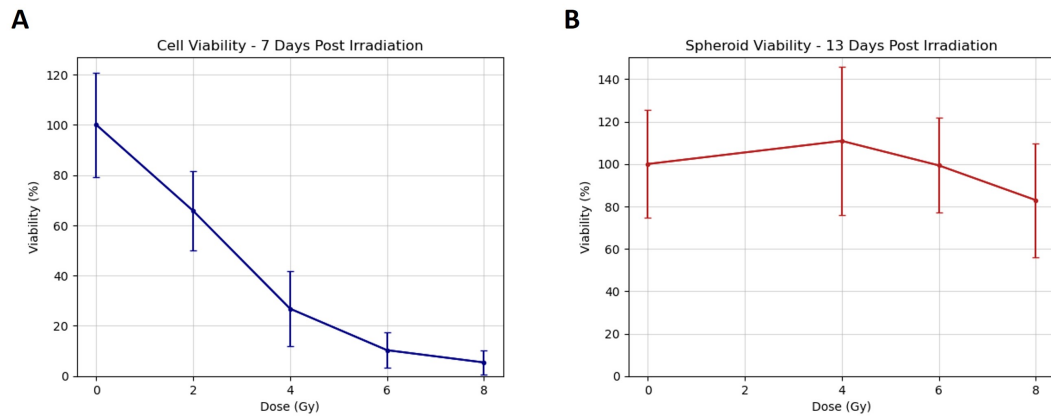 A
Cell Viability - 7 Days Post Irradiation
Viability (%)
120
100
80
60
40
20
0
0 2 4 6 8
Dose (Gy)
B
Spheroid Viability - 13 Days Post Irradiation
Viability (%)
140
120
100
80
60
40
20
0
0 2 4 6 8
Dose (Gy)